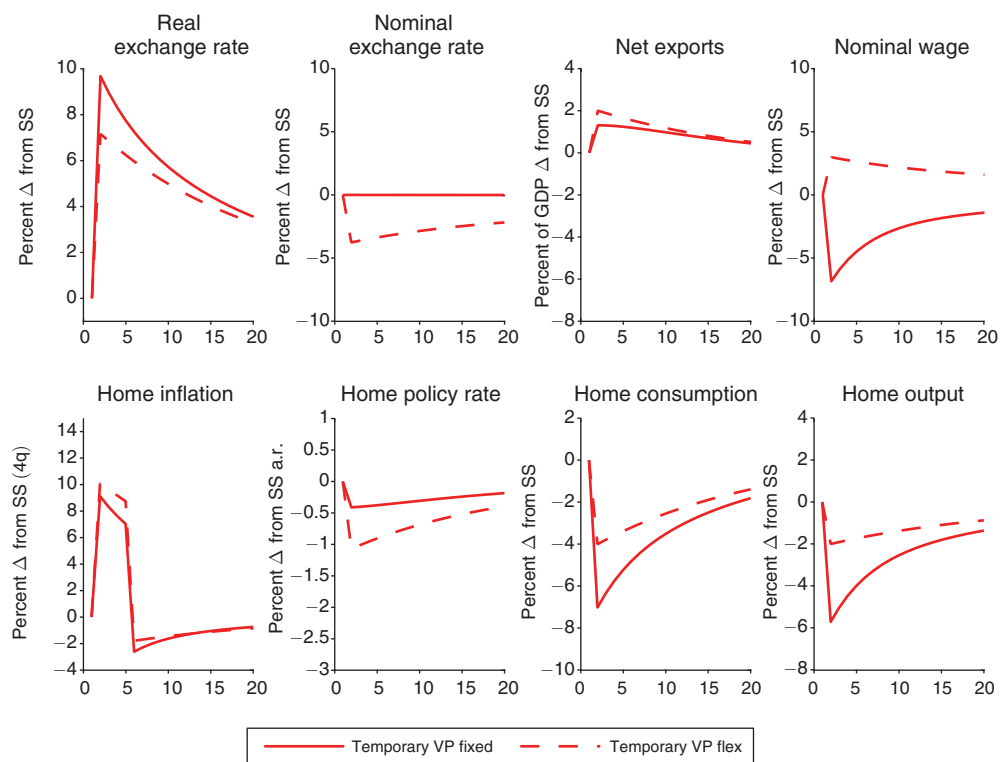 Real
exchange rate
Nominal
exchange rate
Net exports
Nominal wage
Percent Δ from SS
10
8
6
4
2
0
0 5 10 15 20
Percent Δ from SS
10
5
0
−5
−10
0 5 10 15 20
Percent of GDP Δ from SS
4
2
0
−2
−4
−6
−8
0 5 10 15 20
Percent Δ from SS
10
5
0
−5
−10
0 5 10 15 20
Home inflation
Home policy rate
Home consumption
Home output
Percent Δ from SS (4q)
14
12
10
8
6
4
2
0
−2
−4
0 5 10 15 20
Percent Δ from SS a.r.
1
0.5
0
−0.5
−1
−1.5
−2
−2.5
−3
0 5 10 15 20
Percent Δ from SS
2
0
−2
−4
−6
−8
−10
0 5 10 15 20
Percent Δ from SS
4
2
0
−2
−4
−6
−8
0 5 10 15 20
Temporary VP fixed
Temporary VP flex